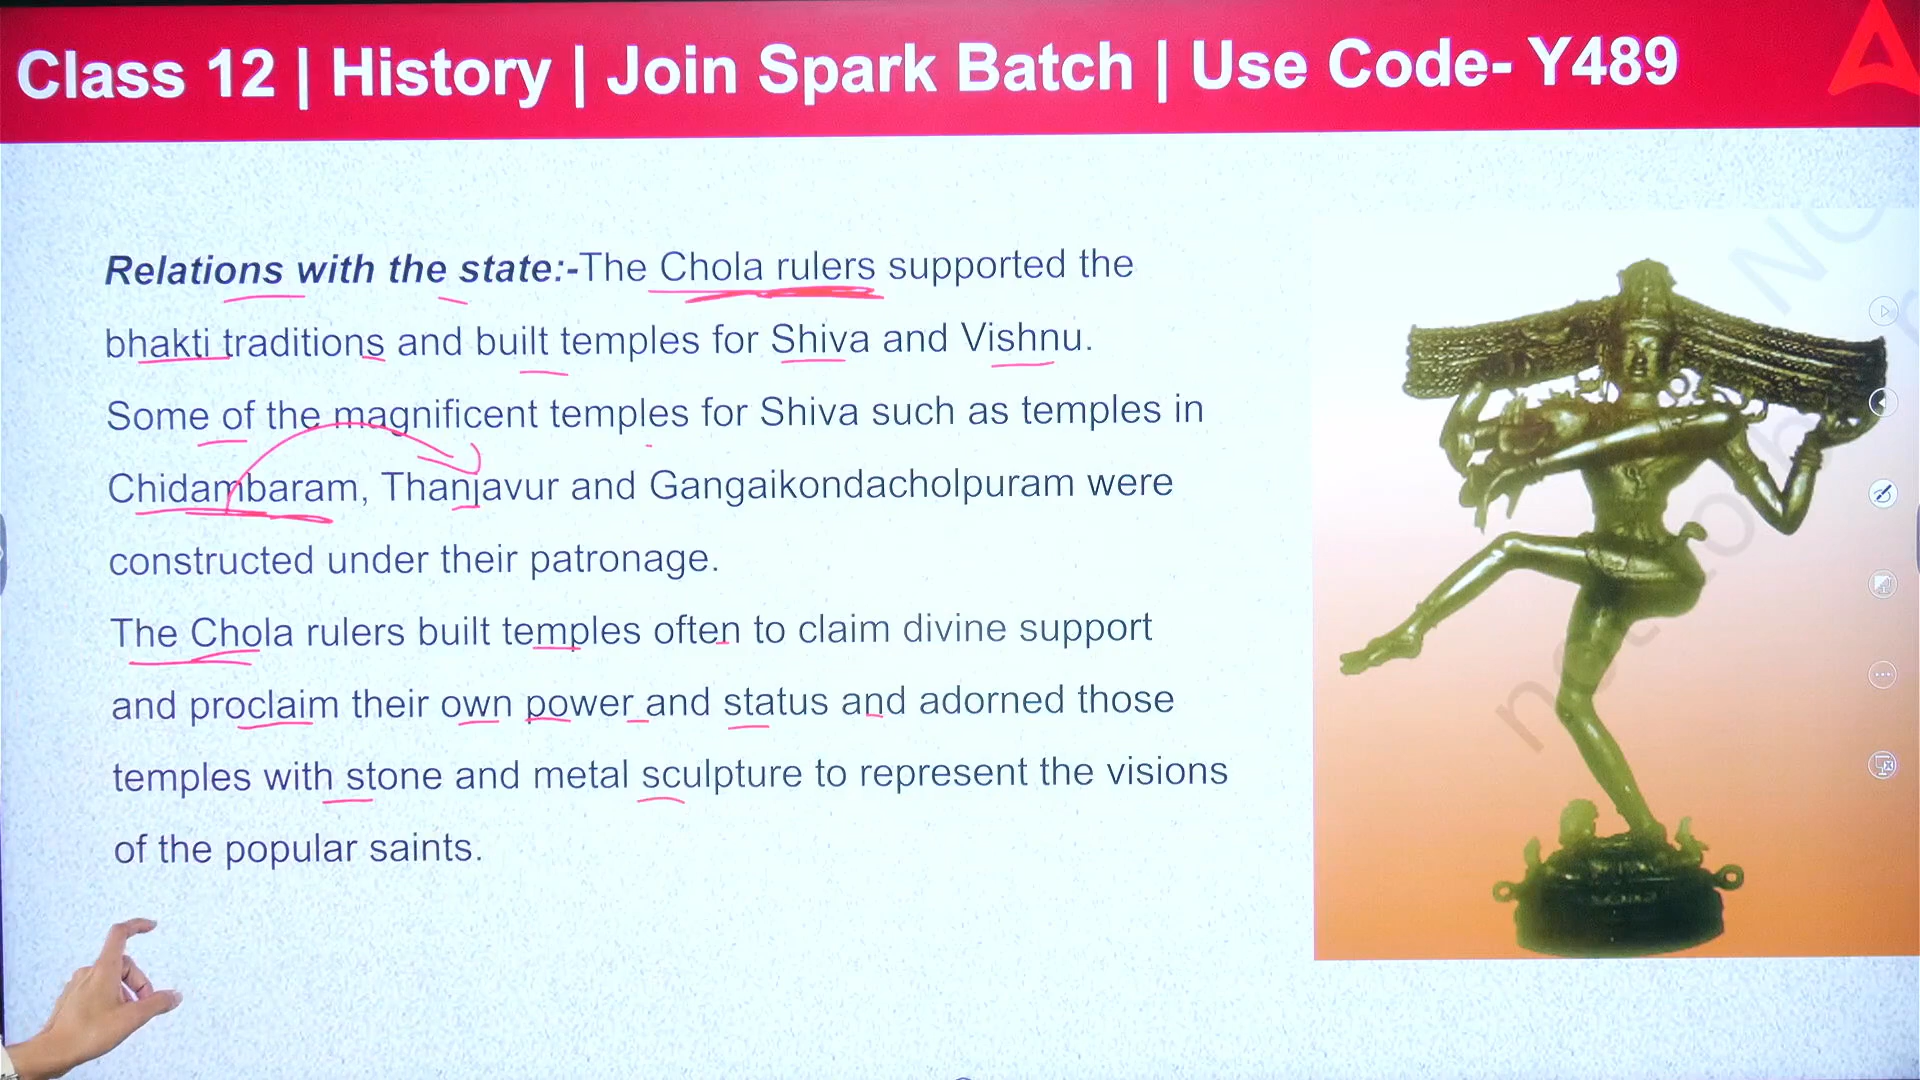 Class 12 | History | Join Spark Batch | Use Code- Y489
Relations with the state:-The Chola rulers supported the
bhakti traditions and built temples for Shiva and Vishnu.
Some of the magnificent temples for Shiva such as temples in
Chidambaram, Thanjavur and Gangaikondacholpuram were
constructed under their patronage.
The Chola rulers built temples often to claim divine support
and proclaim their own power and status and adorned those
temples with stone and metal sculpture to represent the visions
of the popular saints.